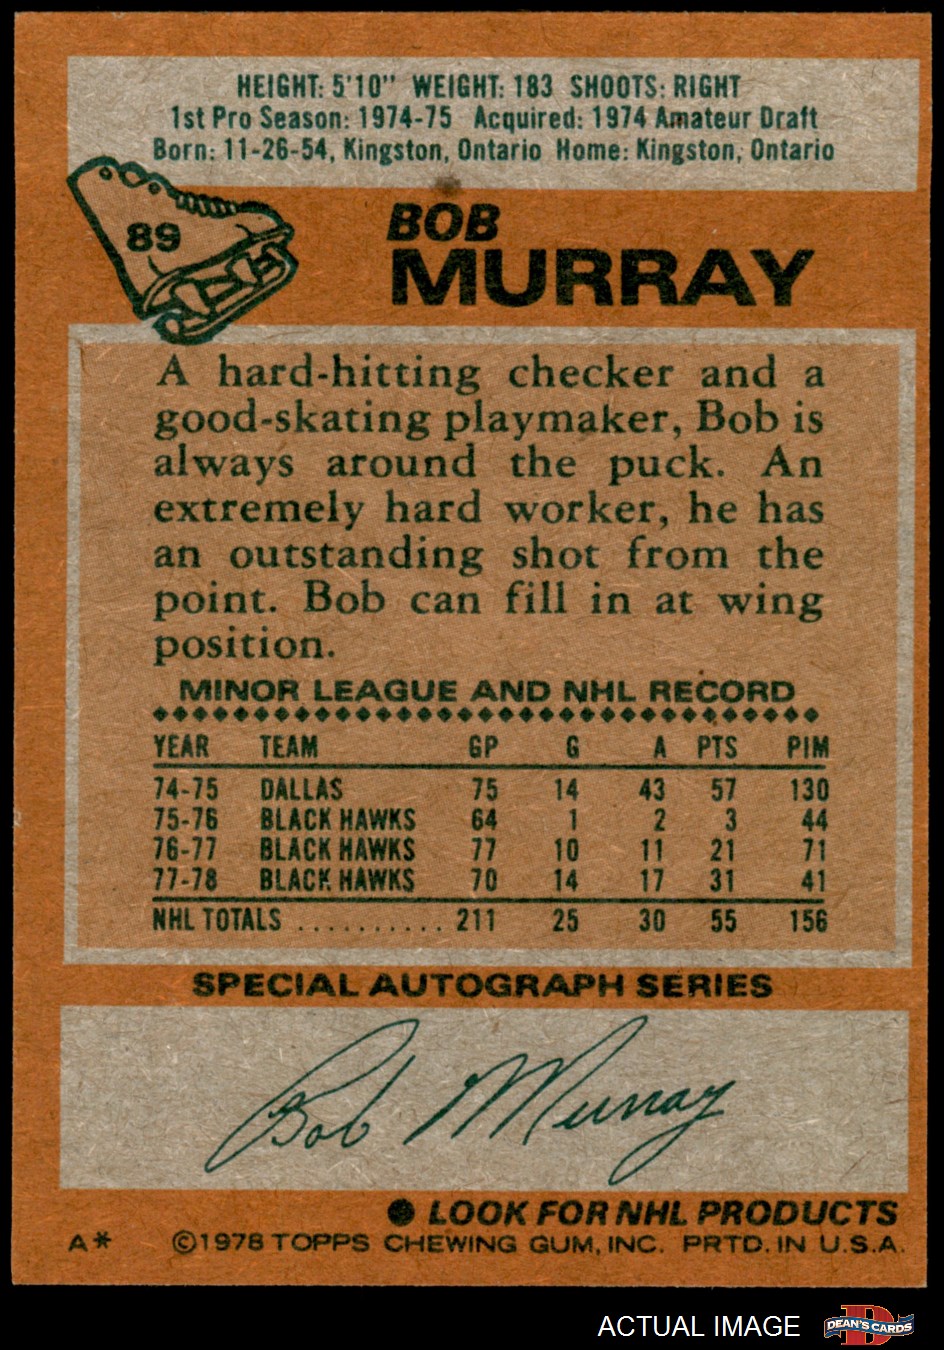 HEIGHT: 5'10" WEIGHT: 183 SHOOTS: RIGHT
1st Pro Season: 1974-75 Acquired: 1974 Amateur Draft
Born: 11-26-54, Kingston, Ontario Home: Kingston, Ontario
89
BOB
MURRAY
A hard-hitting checker and a
good-skating playmaker, Bob is
always around the puck. An
extremely hard worker, he has
an outstanding shot from the
point. Bob can fill in at wing
position.
MINOR LEAGUE AND NHL RECORD
YEAR TEAM GP G A PTS PIM
74-75 DALLAS 75 14 43 57 130
75-76 BLACK HAWKS 64 1 2 3 44
76-77 BLACK HAWKS 77 10 11 21 71
77-78 BLACK HAWKS 70 14 17 31 41
NHL TOTALS .......... 211 25 30 55 156
SPECIAL AUTOGRAPH SERIES
Bob Murray
● LOOK FOR NHL PRODUCTS
A* ©1978 TOPPS CHEWING GUM, INC. PRTD. IN U.S.A.
ACTUAL IMAGE D DEAN'S CARDS